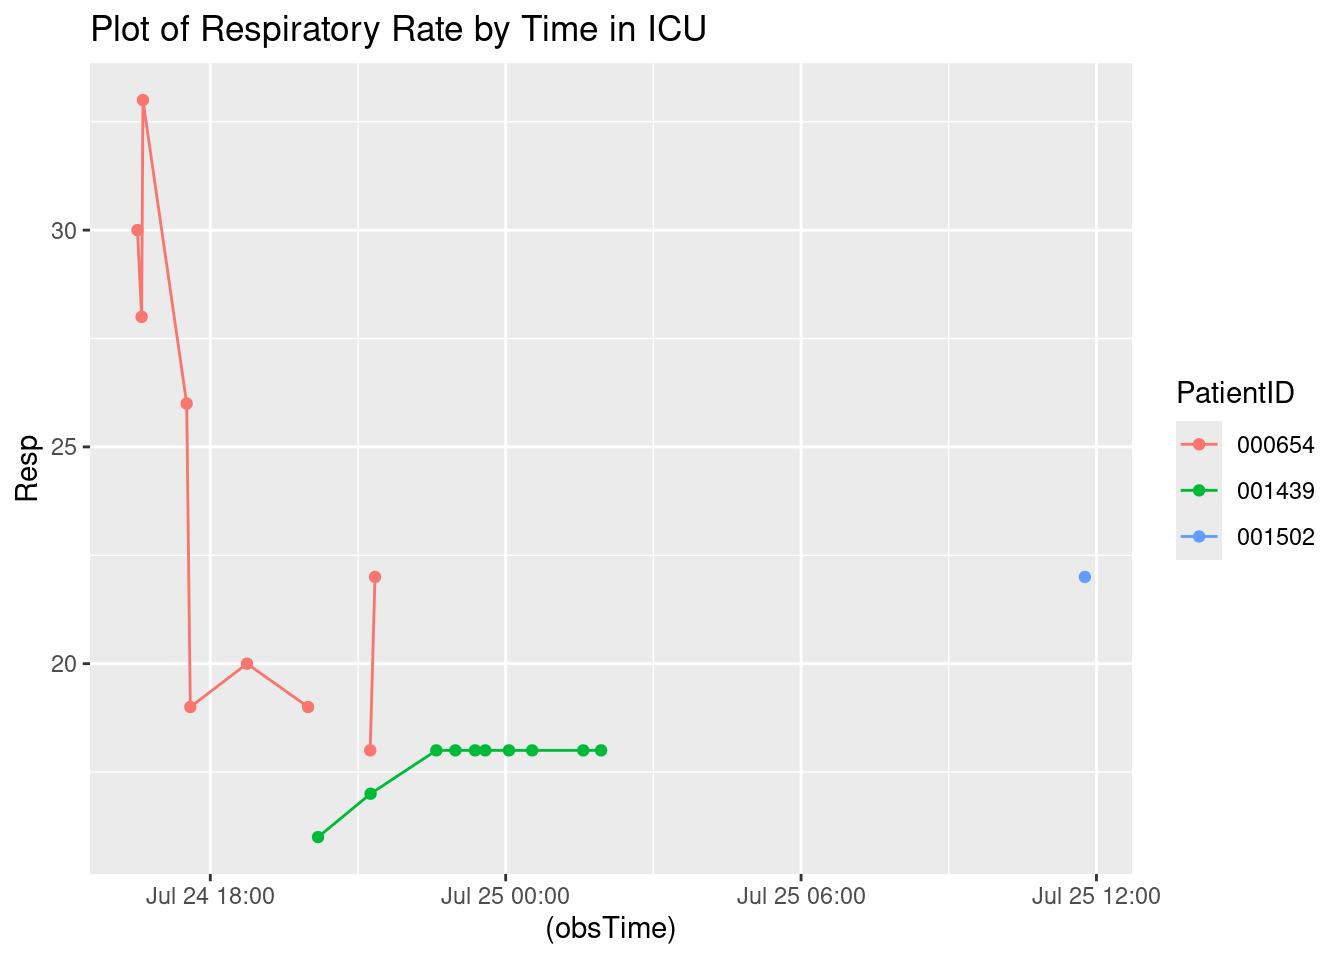 Plot of Respiratory Rate by Time in ICU
Resp
30
25
20
Jul 24 18:00
Jul 25 00:00
Jul 25 06:00
Jul 25 12:00
(obsTime)
PatientID
000654
001439
001502